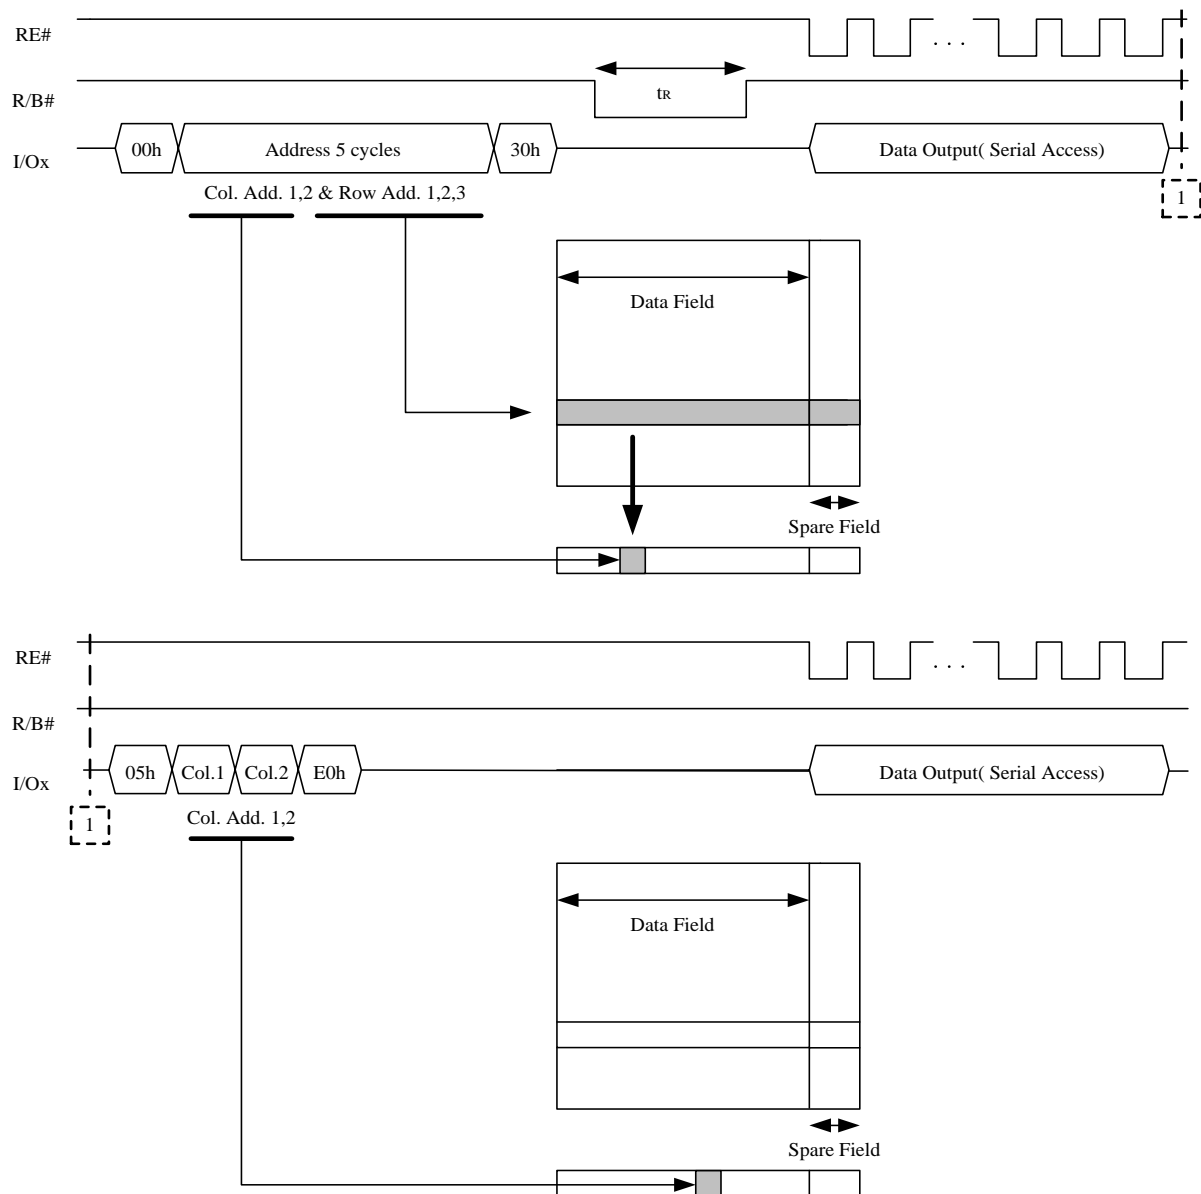 RE#
. . .
R/B#
tR
I/Ox
00h
Address 5 cycles
30h
Data Output( Serial Access)
Col. Add. 1,2 & Row Add. 1,2,3
1
Data Field
Spare Field
RE#
. . .
R/B#
I/Ox
05h
Col.1
Col.2
E0h
Data Output( Serial Access)
1
Col. Add. 1,2
Data Field
Spare Field